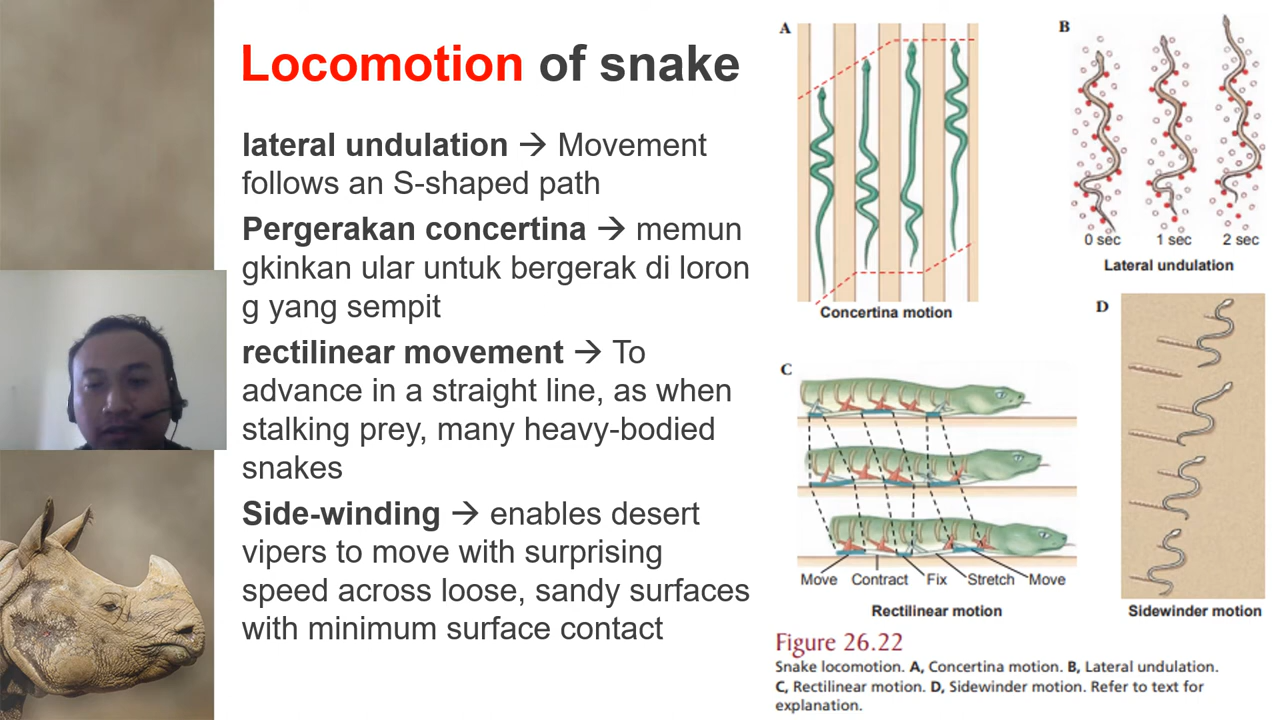 Locomotion of snake
lateral undulation → Movement
follows an S-shaped path
Pergerakan concertina → memun
gkinkan ular untuk bergerak di loron
g yang sempit
rectilinear movement → To
advance in a straight line, as when
stalking prey, many heavy-bodied
snakes
Side-winding → enables desert
vipers to move with surprising
speed across loose, sandy surfaces
with minimum surface contact
A
Concertina motion
B
0 sec 1 sec 2 sec
Lateral undulation
C
Move Contract Fix Stretch Move
Rectilinear motion
D
Sidewinder motion
Figure 26.22
Snake locomotion. A, Concertina motion. B, Lateral undulation.
C, Rectilinear motion. D, Sidewinder motion. Refer to text for
explanation.